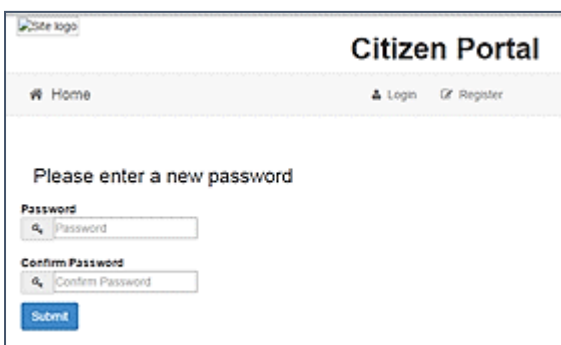 Site logo
Citizen Portal
Home Login Register
Please enter a new password
Password
Password
Confirm Password
Confirm Password
Submit